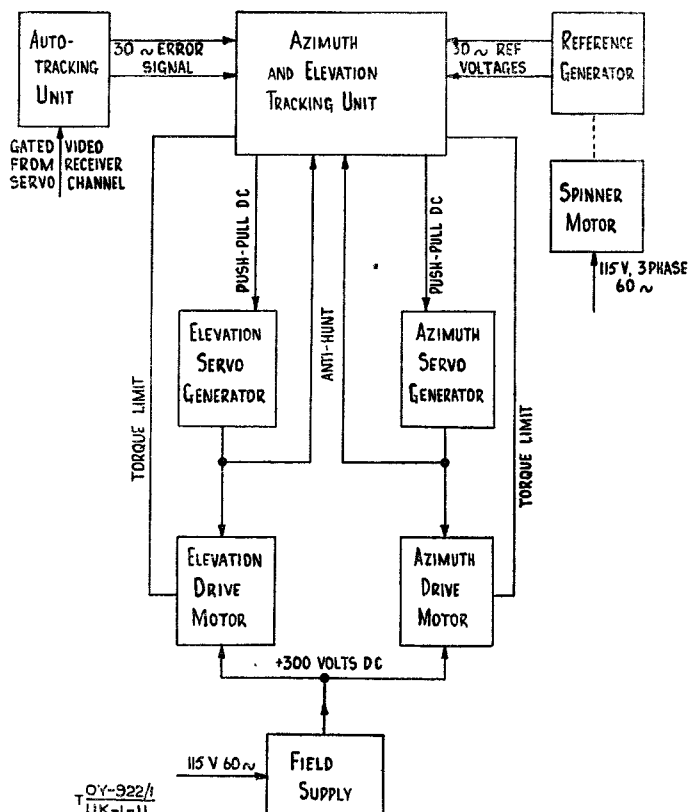 AUTO-
TRACKING
UNIT
30 ~ ERROR
SIGNAL
AZIMUTH
AND ELEVATION
TRACKING UNIT
30 ~ REF
VOLTAGES
REFERENCE
GENERATOR
GATED VIDEO
FROM RECEIVER
SERVO CHANNEL
SPINNER
MOTOR
115 V, 3 PHASE
60 ~
PUSH-PULL DC
PUSH-PULL DC
ELEVATION
SERVO
GENERATOR
ANTI-HUNT
AZIMUTH
SERVO
GENERATOR
TORQUE LIMIT
TORQUE LIMIT
ELEVATION
DRIVE
MOTOR
AZIMUTH
DRIVE
MOTOR
+300 VOLTS DC
115 V 60 ~
FIELD
SUPPLY
T OY-922/1